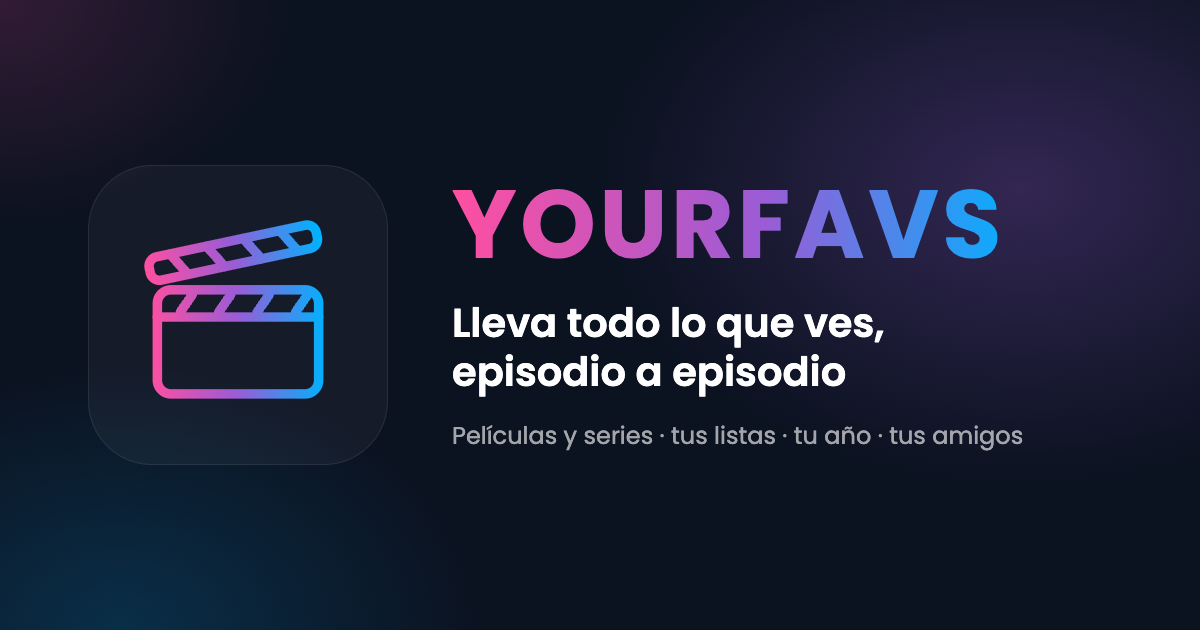 YOURFAVS
Lleva todo lo que ves,
episodio a episodio
Películas y series · tus listas · tu año · tus amigos